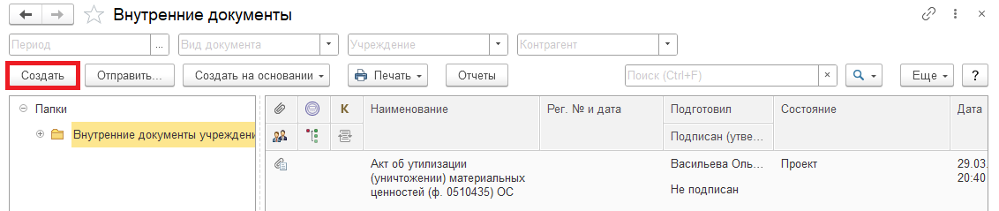 Внутренние документы
Период ... Вид документа Учреждение Контрагент
Создать Отправить... Создать на основании Печать Отчеты Поиск (Ctrl+F) × Еще ?
Папки
Внутренние документы учреждени
К Наименование Рег. № и дата Подготовил Состояние Дата
Подписан (утве...
Акт об утилизации Васильева Оль... Проект 29.03.
(уничтожении) материальных 20:40
ценностей (ф. 0510435) ОС Не подписан